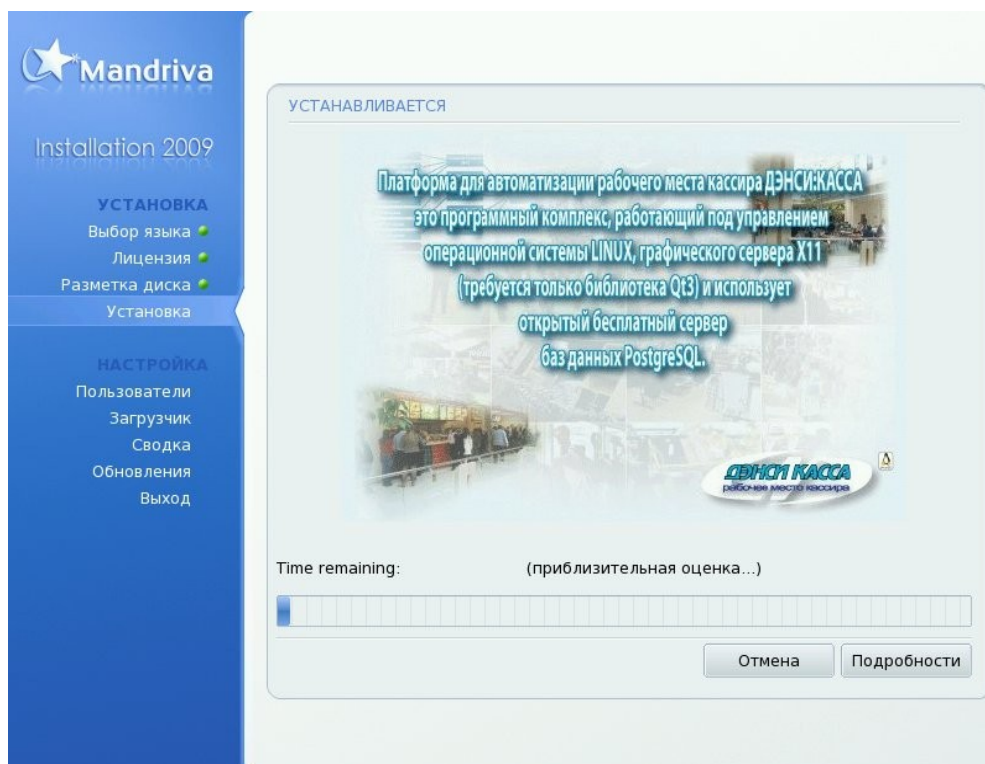 Mandriva
Installation 2009
УСТАНОВКА
Выбор языка
Лицензия
Разметка диска
Установка
НАСТРОЙКА
Пользователи
Загрузчик
Сводка
Обновления
Выход
УСТАНАВЛИВАЕТСЯ
Платформа для автоматизации рабочего места кассира ДЭНСИ:КАССА
это программный комплекс, работающий под управлением
операционной системы LINUX, графического сервера X11
(требуется только библиотека Qt3) и использует
открытый бесплатный сервер
баз данных PostgreSQL.
ДЭНСИ КАССА
рабочее место кассира
Time remaining: (приблизительная оценка...)
Отмена Подробности